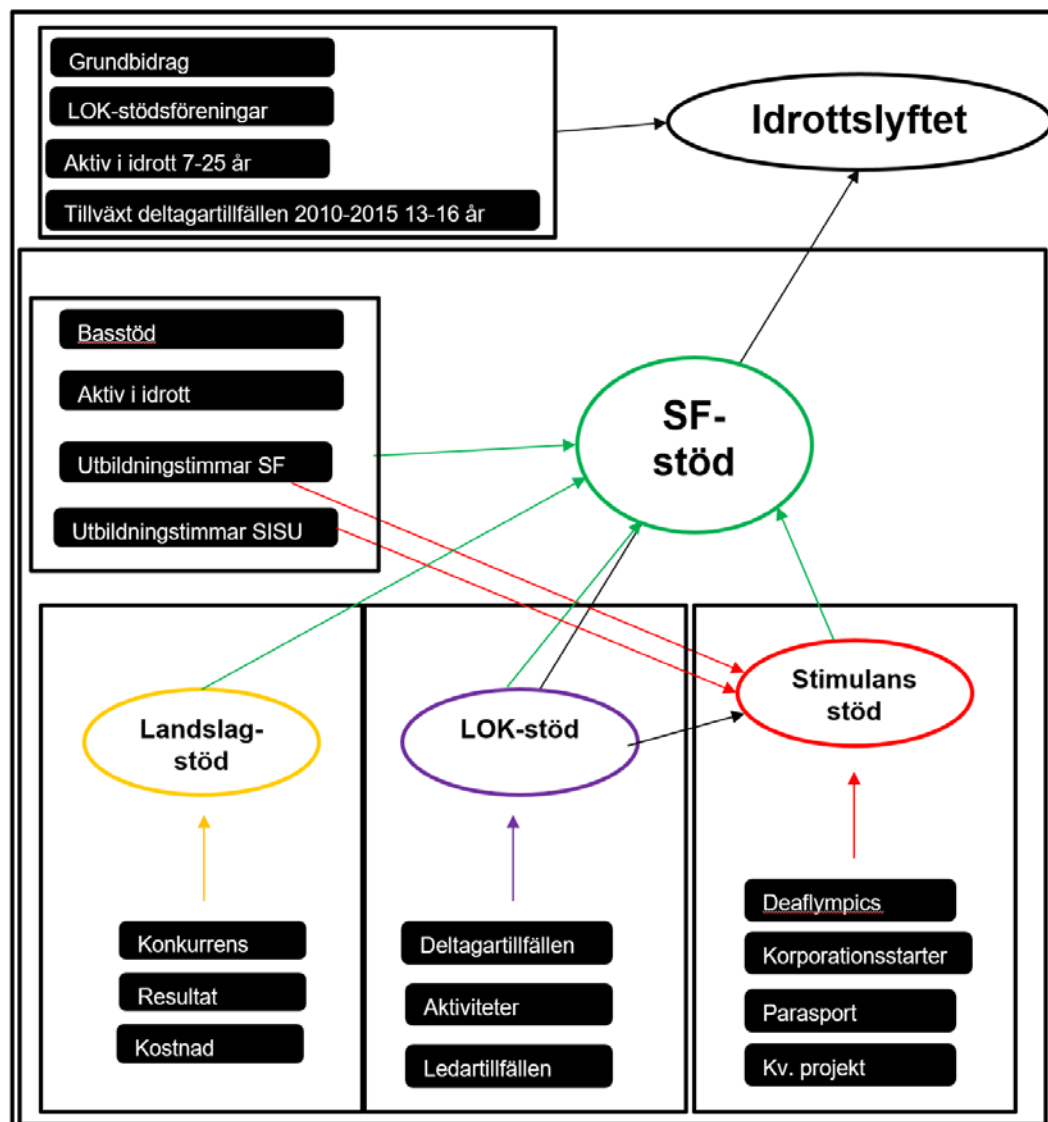 Grundbidrag
LOK-stödsföreningar
Aktiv i idrott 7-25 år
Tillväxt deltagartillfällen 2010-2015 13-16 år
Idrottslyftet
Basstöd
Aktiv i idrott
Utbildningstimmar SF
Utbildningstimmar SISU
SF-
stöd
Landslag-
stöd
LOK-stöd
Stimulans
stöd
Konkurrens
Resultat
Kostnad
Deltagartillfällen
Aktiviteter
Ledartillfällen
Deaflympics
Korporationsstarter
Parasport
Kv. projekt